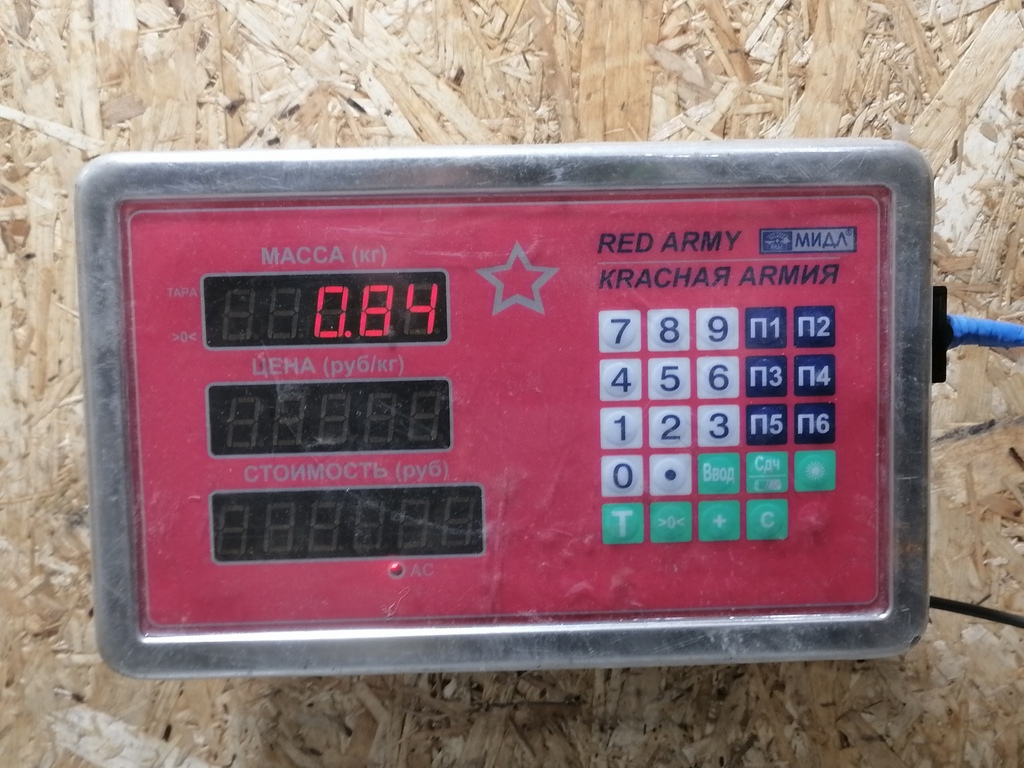 МАССА (кг)
ТАРА
>0<
0.84
ЦЕНА (руб/кг)
СТОИМОСТЬ (руб)
АС
RED ARMY МИДЛ®
КRАСНАЯ АRМИЯ
7 8 9 П1 П2
4 5 6 П3 П4
1 2 3 П5 П6
0 • Ввод Сдч
Т >0< + С